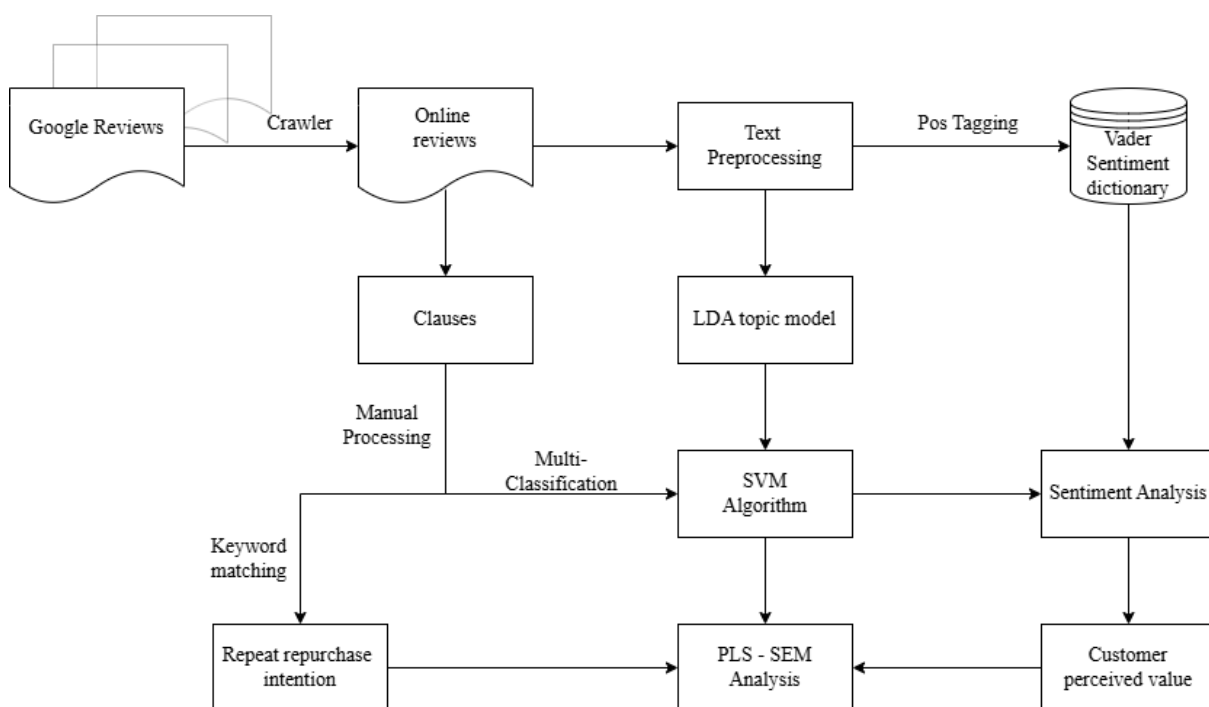 Google Reviews
Crawler
Online
reviews
Text
Preprocessing
Pos Tagging
Vader
Sentiment
dictionary
Clauses
LDA topic model
Manual
Processing
Multi-
Classification
SVM
Algorithm
Sentiment Analysis
Keyword
matching
Repeat repurchase
intention
PLS - SEM
Analysis
Customer
perceived value